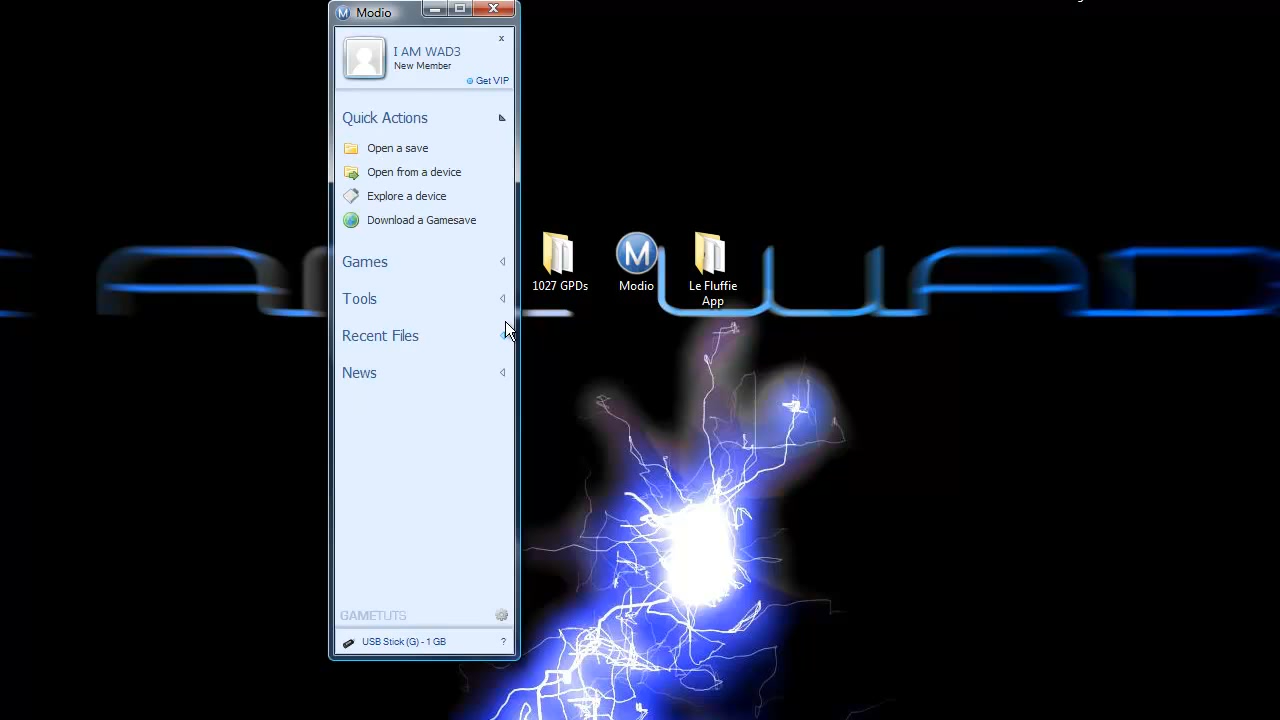 Modio
x
I AM WAD3
New Member
Get VIP
Quick Actions
Open a save
Open from a device
Explore a device
Download a Gamesave
Games
Tools
Recent Files
News
GAMETUTS
USB Stick (G) - 1 GB
?
1027 GPDs
M
Modio
Le Fluffie
App